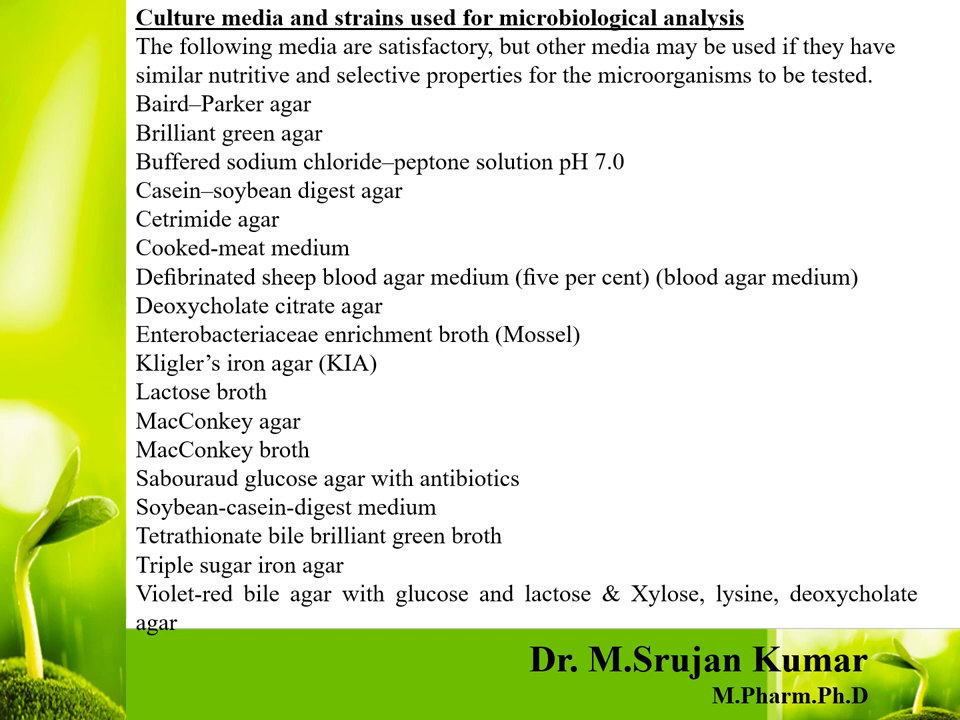 Culture media and strains used for microbiological analysis
The following media are satisfactory, but other media may be used if they have
similar nutritive and selective properties for the microorganisms to be tested.
Baird–Parker agar
Brilliant green agar
Buffered sodium chloride–peptone solution pH 7.0
Casein–soybean digest agar
Cetrimide agar
Cooked-meat medium
Defibrinated sheep blood agar medium (five per cent) (blood agar medium)
Deoxycholate citrate agar
Enterobacteriaceae enrichment broth (Mossel)
Kligler’s iron agar (KIA)
Lactose broth
MacConkey agar
MacConkey broth
Sabouraud glucose agar with antibiotics
Soybean-casein-digest medium
Tetrathionate bile brilliant green broth
Triple sugar iron agar
Violet-red bile agar with glucose and lactose & Xylose, lysine, deoxycholate
agar
Dr. M.Srujan Kumar
M.Pharm.Ph.D